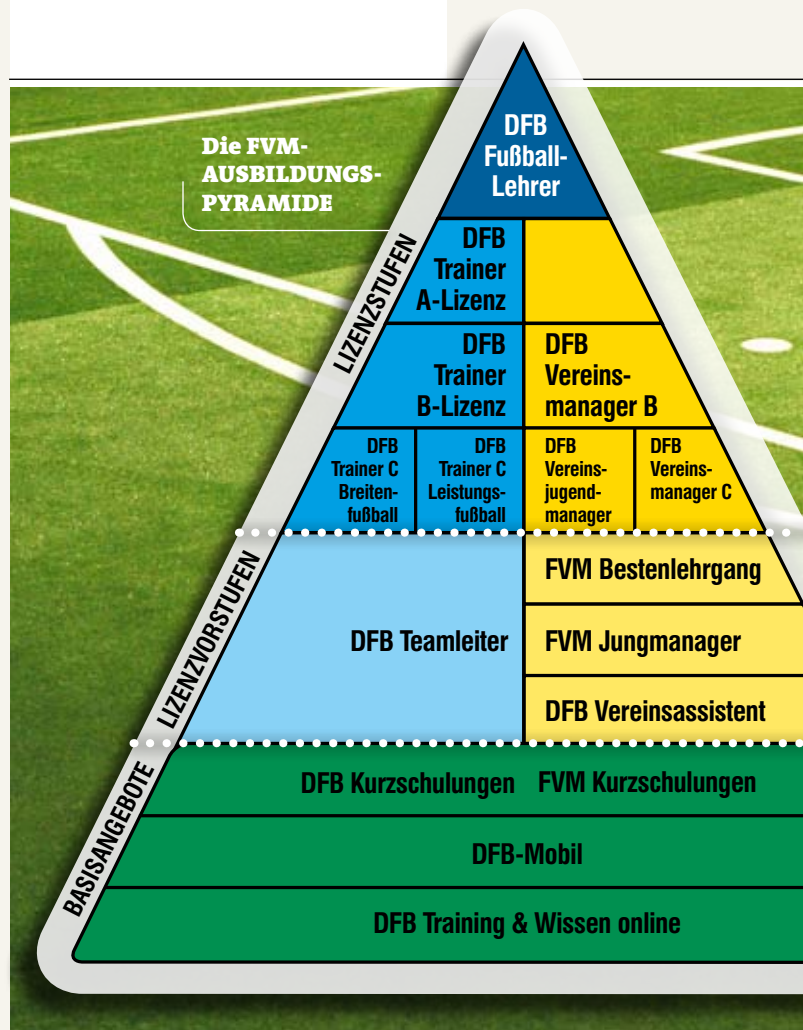 Die FVM-
AUSBILDUNGS-
PYRAMIDE
LIZENZSTUFEN
LIZENZVORSTUFEN
BASISANGEBOTE
DFB
Fußball-
Lehrer
DFB
Trainer
A-Lizenz
DFB
Trainer
B-Lizenz
DFB
Vereins-
manager B
DFB
Trainer C
Breiten-
fußball
DFB
Trainer C
Leistungs-
fußball
DFB
Vereins-
jugend-
manager
DFB
Vereins-
manager C
DFB Teamleiter
FVM Bestenlehrgang
FVM Jungmanager
DFB Vereinsassistent
DFB Kurzschulungen FVM Kurzschulungen
DFB-Mobil
DFB Training & Wissen online